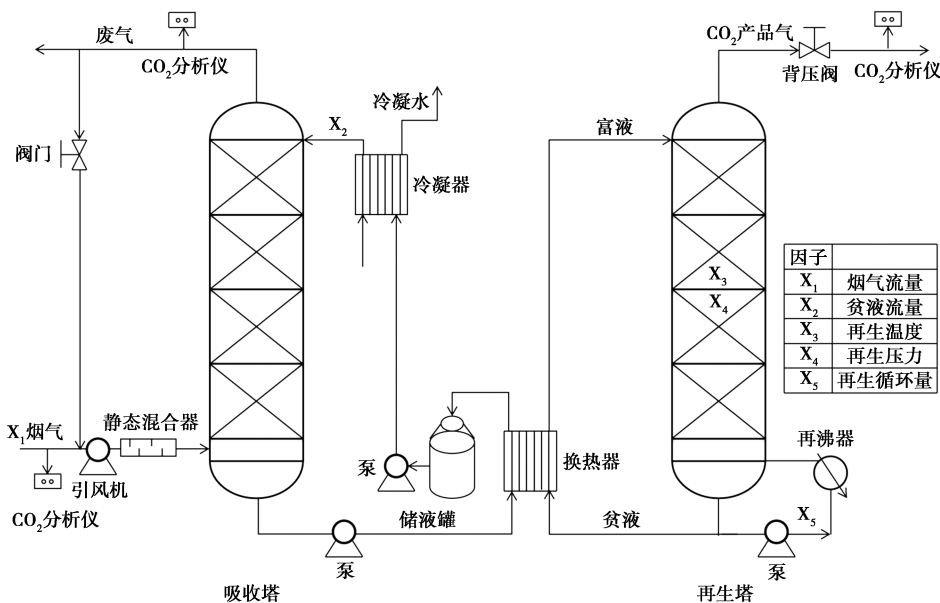 废气
CO₂分析仪
CO₂产品气
背压阀
CO₂分析仪
冷凝水
X₂
富液
阀门
冷凝器
因子
X₁ 烟气流量
X₂ 贫液流量
X₃ 再生温度
X₄ 再生压力
X₅ 再生循环量
X₃
X₄
静态混合器
X₁烟气
引风机
CO₂分析仪
泵
换热器
再沸器
储液罐
贫液
X₅
泵
泵
吸收塔
再生塔